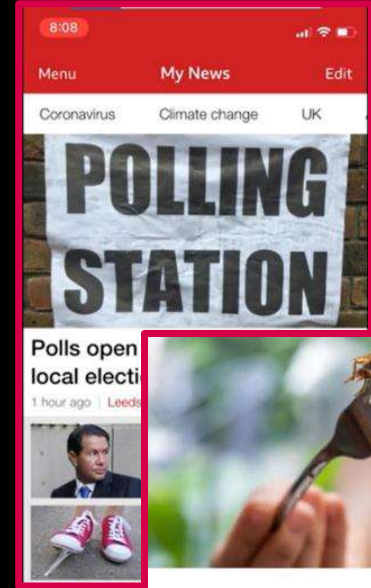 8:08
Menu My News Edit
Coronavirus Climate change UK
POLLING
STATION
Polls open
local electi
1 hour ago | Leeds